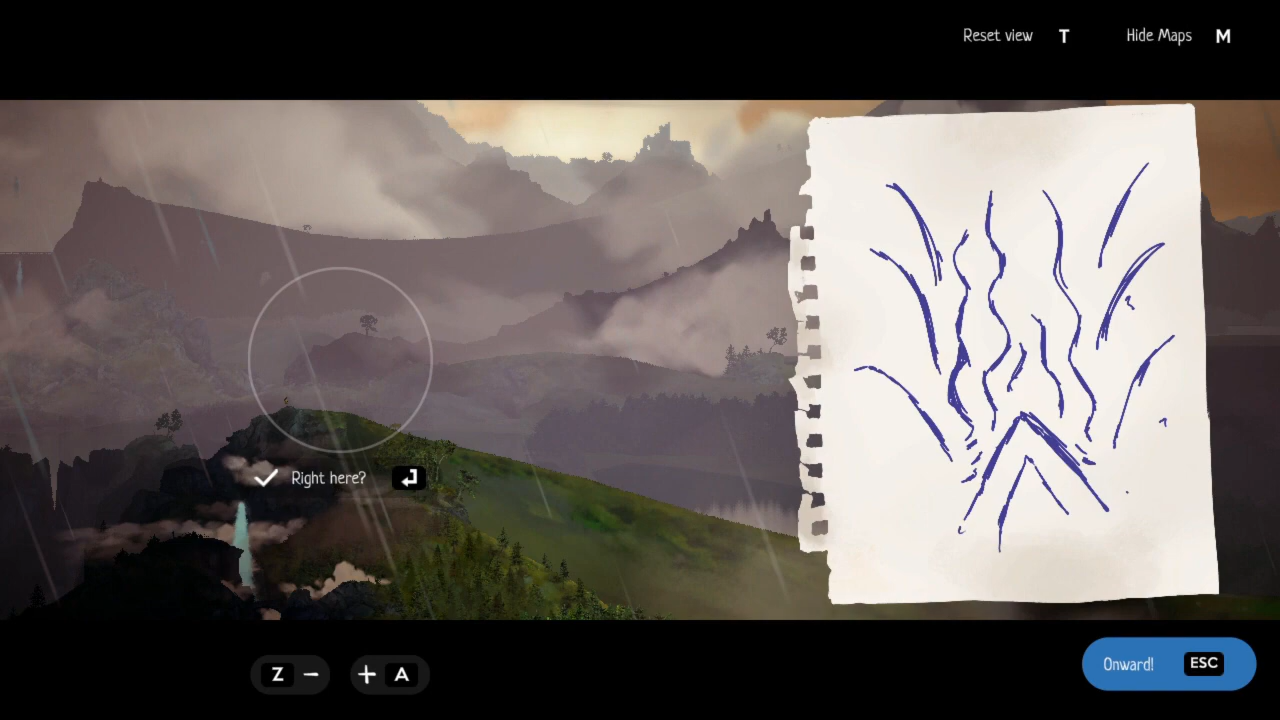 Reset view T Hide Maps M
Right here?
Z − + A
Onward! ESC